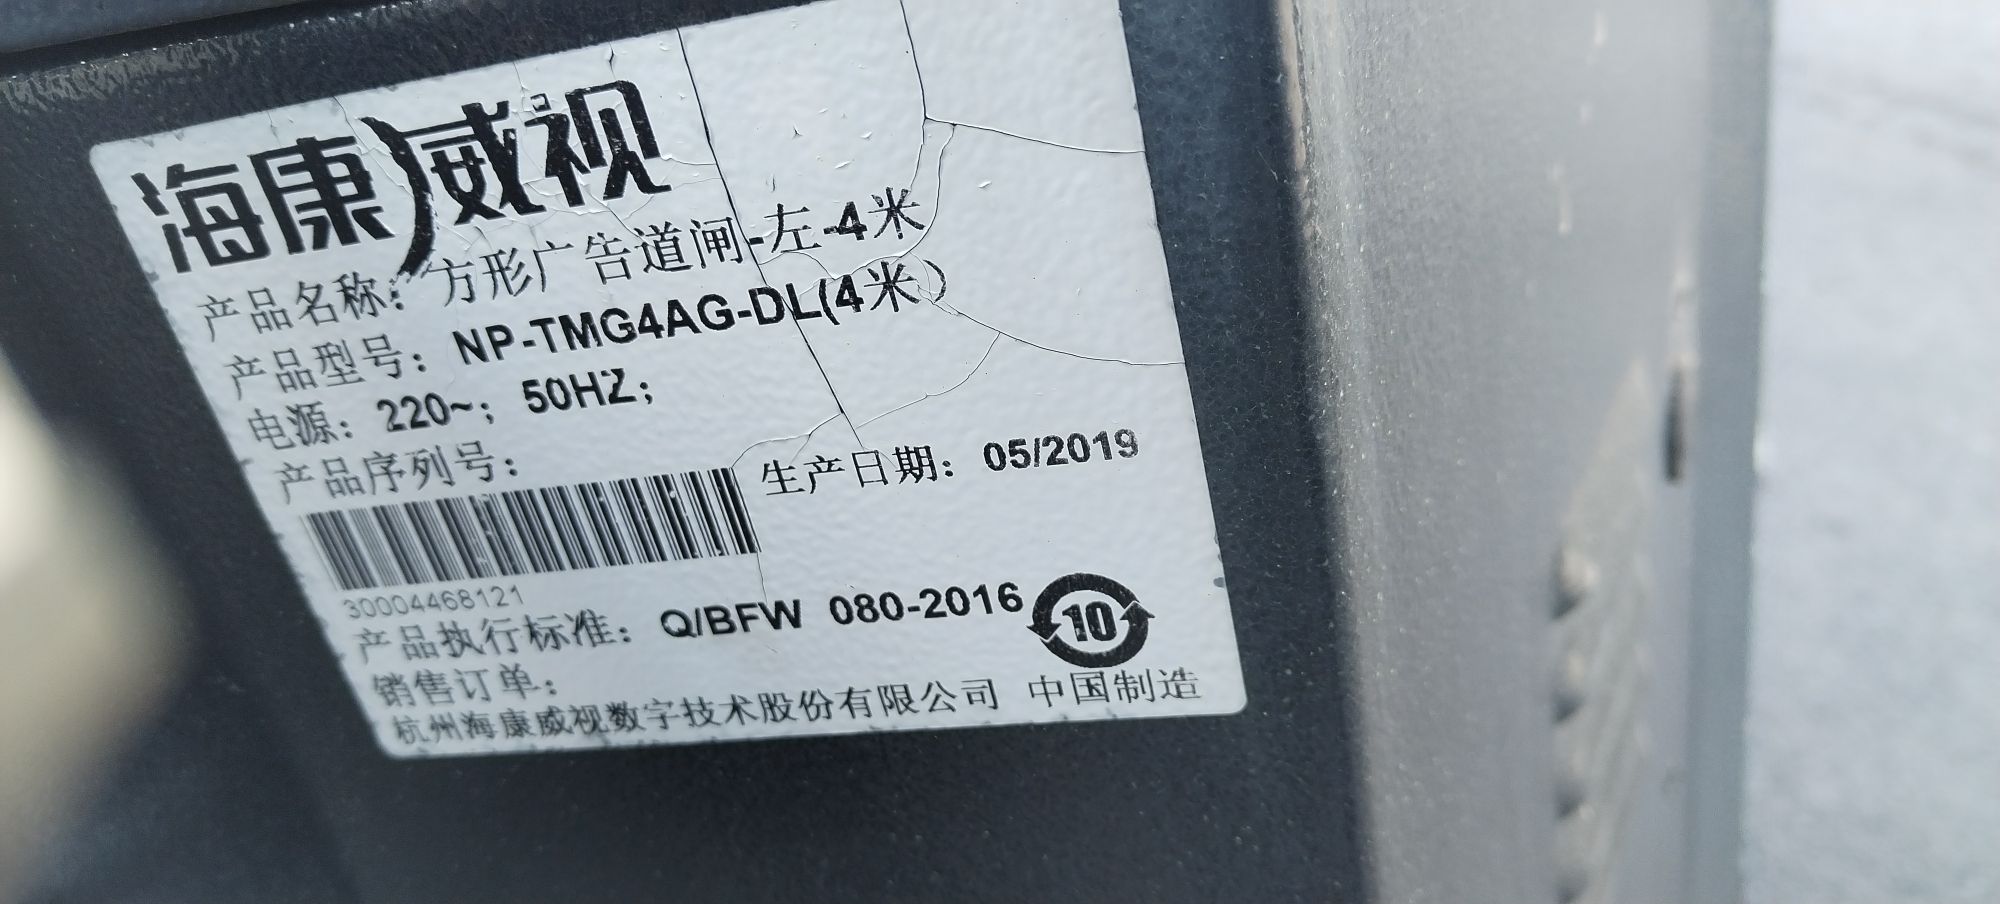 海康威视
产品名称：方形广告道闸-左-4米
产品型号：NP-TMG4AG-DL(4米）
电源：220~；50HZ；
产品序列号：
生产日期：05/2019
30004468121
产品执行标准：Q/BFW 080-2016
10
销售订单：
杭州海康威视数字技术股份有限公司 中国制造